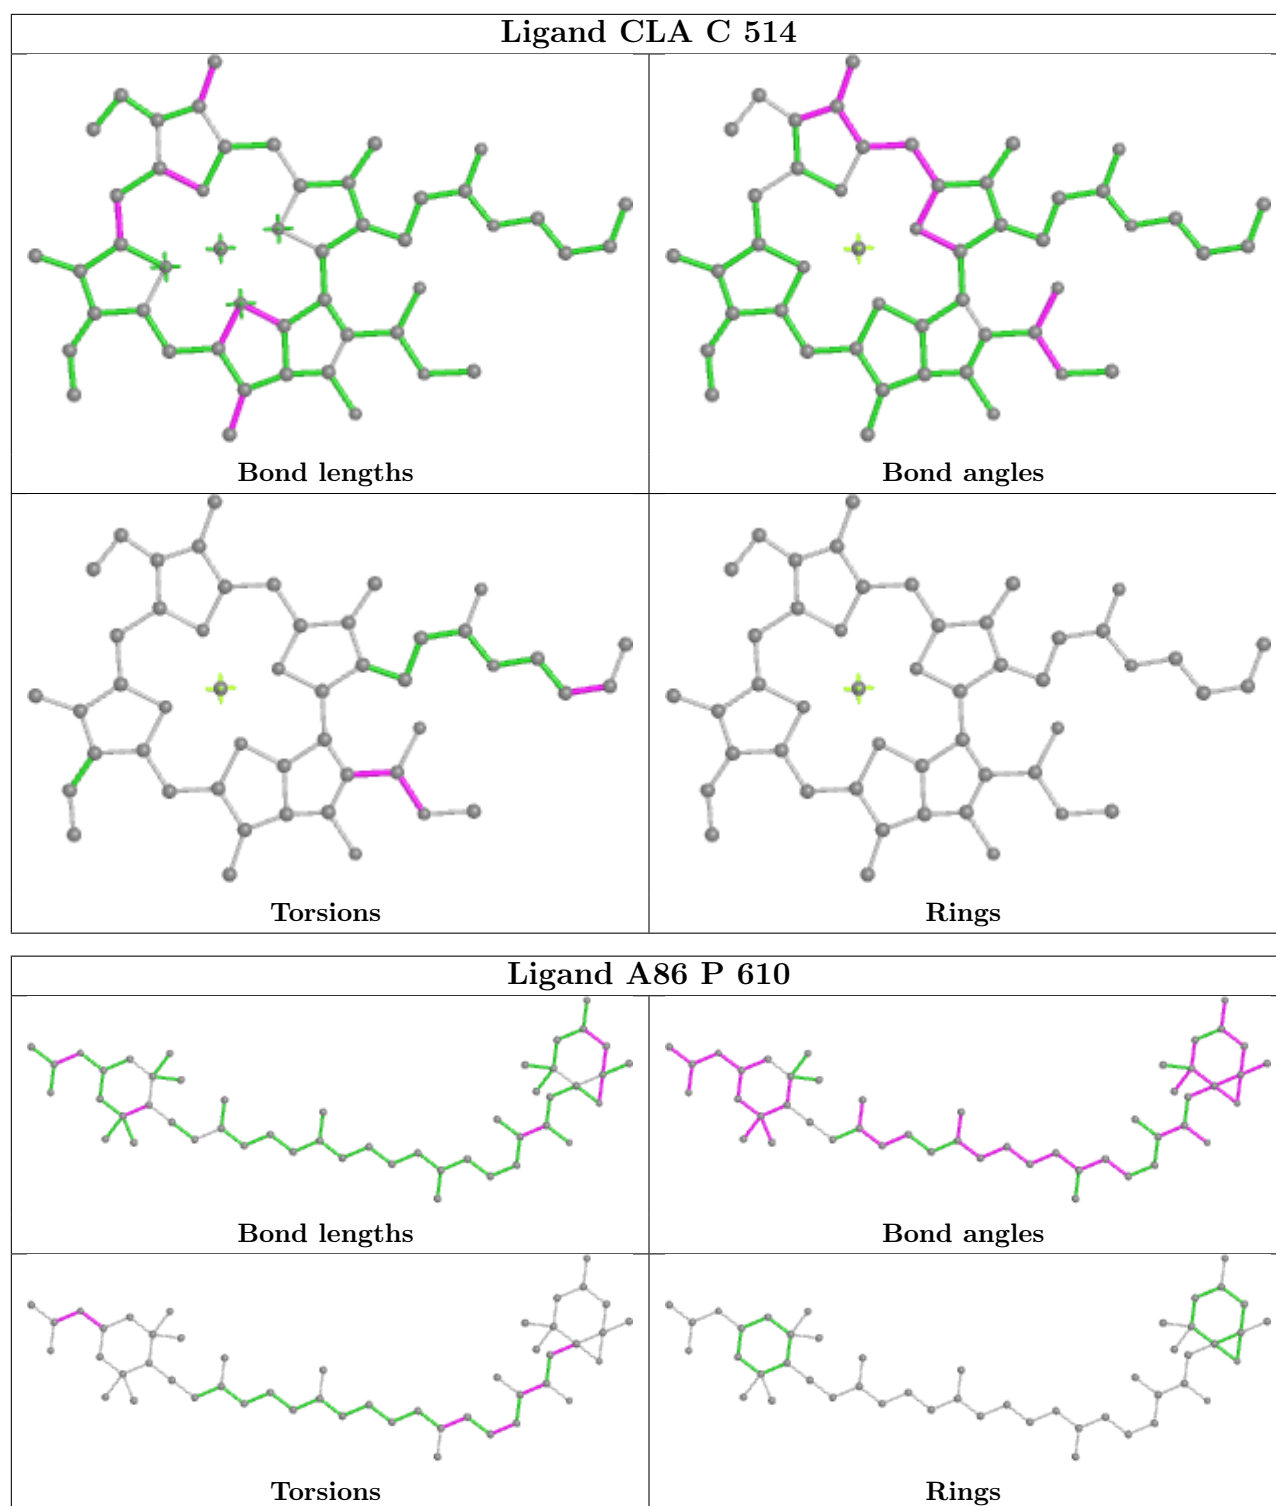 Ligand CLA C 514
Bond lengths
Bond angles
Torsions
Rings
Ligand A86 P 610
Bond lengths
Bond angles
Torsions
Rings